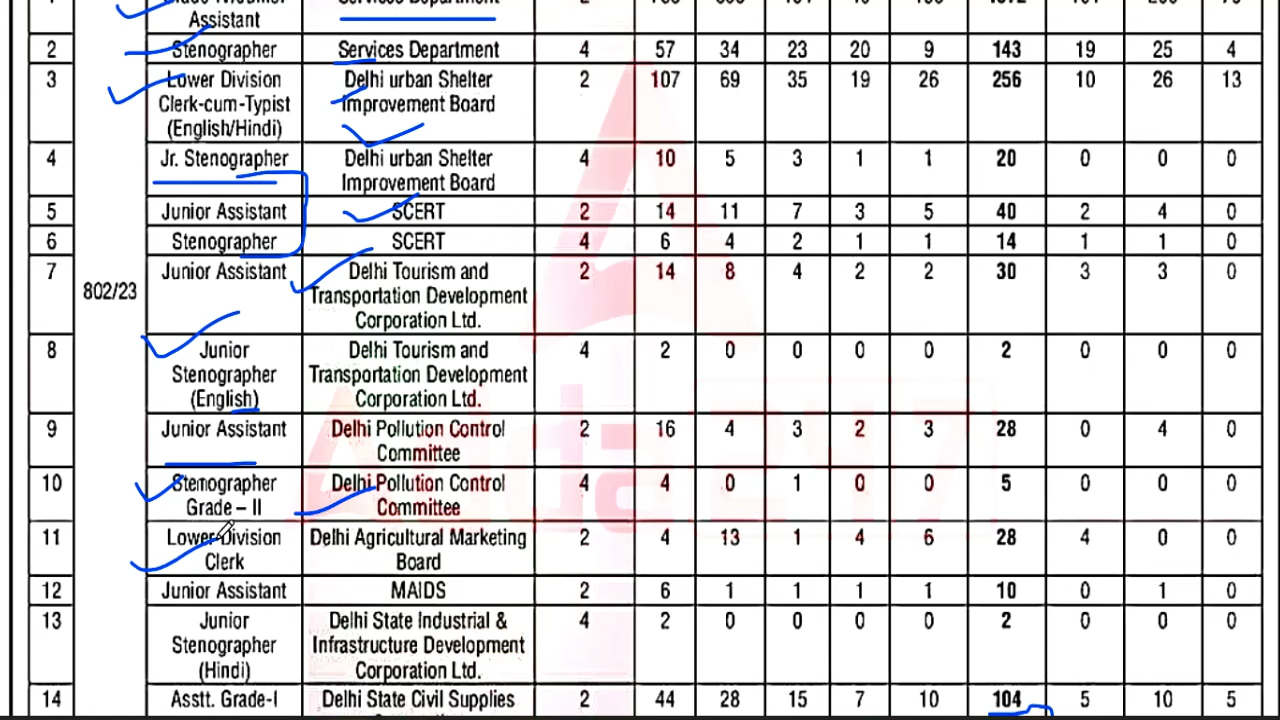 Assistant
2 Stenographer Services Department 4 57 34 23 20 9 143 19 25 4
3 Lower Division Delhi urban Shelter 2 107 69 35 19 26 256 10 26 13
Clerk-cum-Typist Improvement Board
(English/Hindi)
4 Jr. Stenographer Delhi urban Shelter 4 10 5 3 1 1 20 0 0 0
Improvement Board
5 Junior Assistant SCERT 2 14 11 7 3 5 40 2 4 0
6 Stenographer SCERT 4 6 4 2 1 1 14 1 1 0
7 Junior Assistant Delhi Tourism and 2 14 8 4 2 2 30 3 3 0
802/23 Transportation Development
Corporation Ltd.
8 Junior Delhi Tourism and 4 2 0 0 0 0 2 0 0 0
Stenographer Transportation Development
(English) Corporation Ltd.
9 Junior Assistant Delhi Pollution Control 2 16 4 3 2 3 28 0 4 0
Committee
10 Stenographer Delhi Pollution Control 4 4 0 1 0 0 5 0 0 0
Grade – II Committee
11 Lower Division Delhi Agricultural Marketing 2 4 13 1 4 6 28 4 0 0
Clerk Board
12 Junior Assistant MAIDS 2 6 1 1 1 1 10 0 1 0
13 Junior Delhi State Industrial & 4 2 0 0 0 0 2 0 0 0
Stenographer Infrastructure Development
(Hindi) Corporation Ltd.
14 Asstt. Grade-I Delhi State Civil Supplies 2 44 28 15 7 10 104 5 10 5